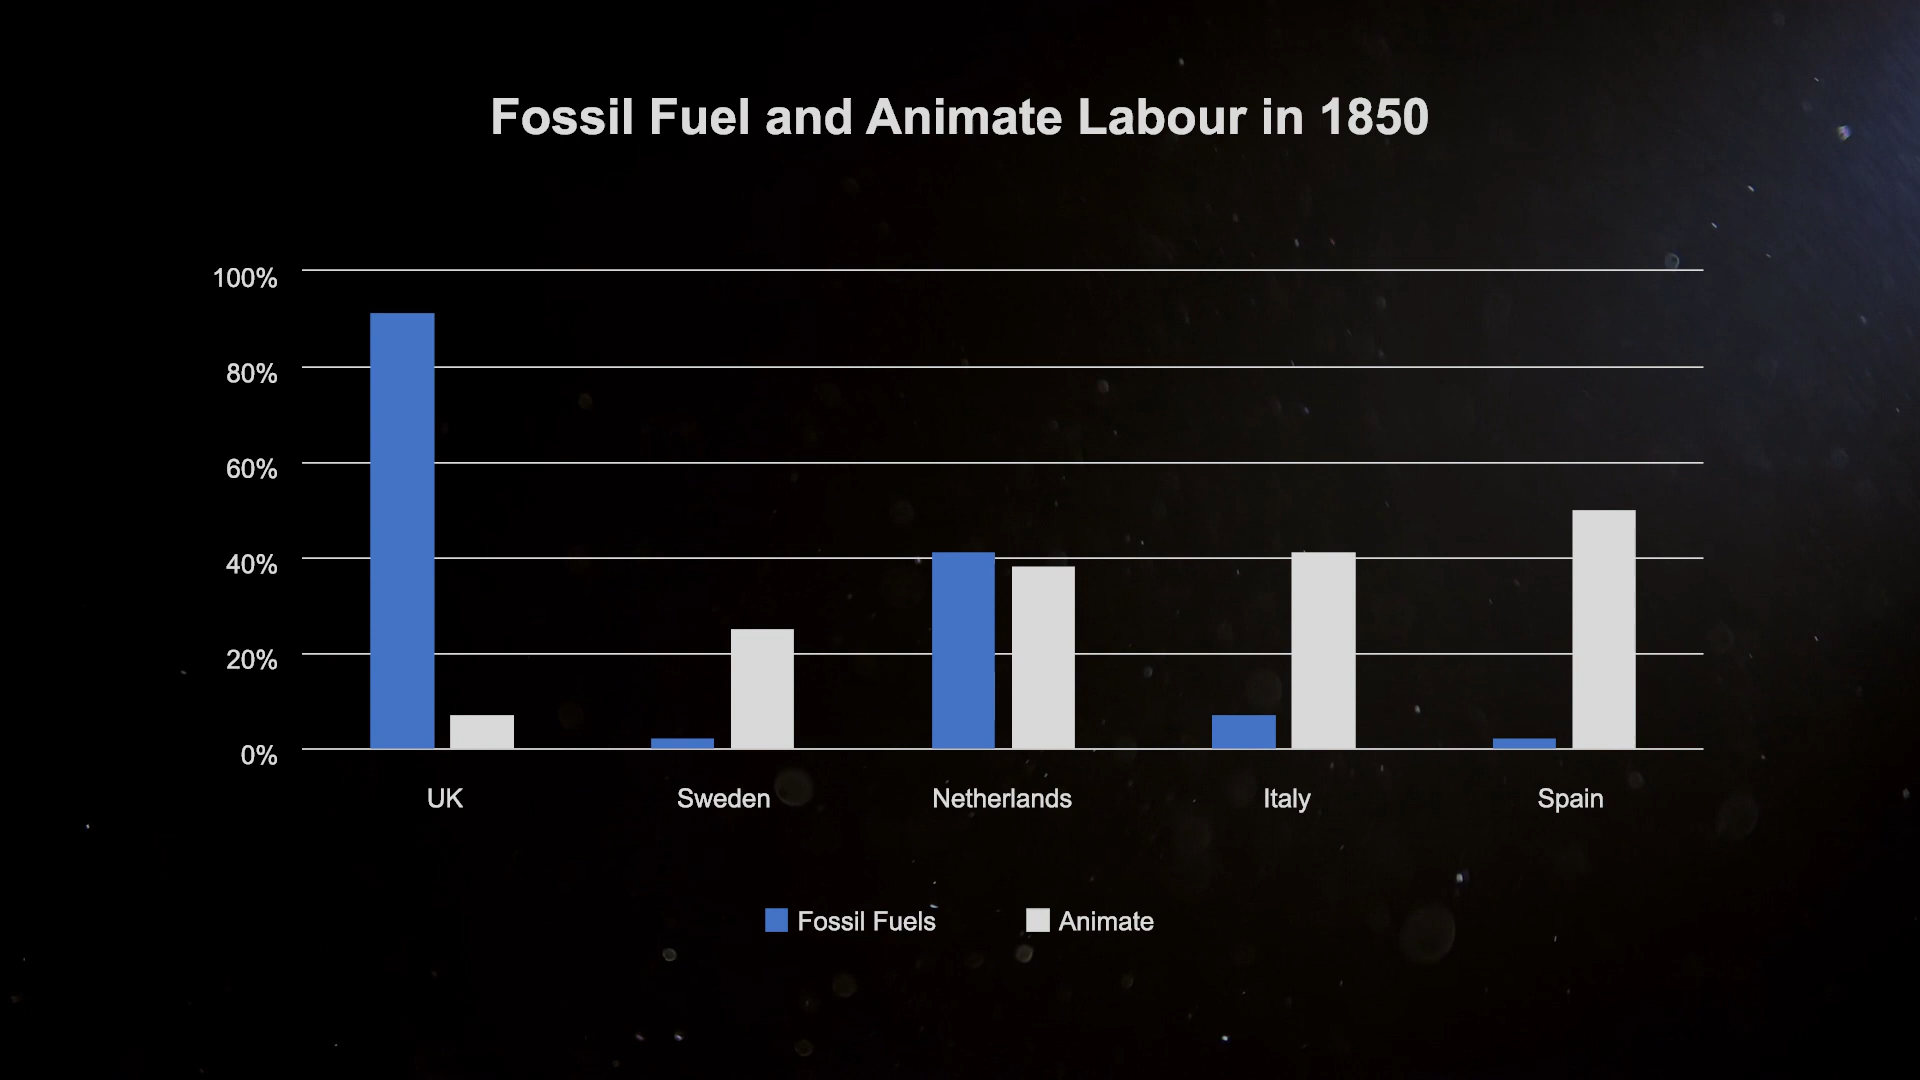 Fossil Fuel and Animate Labour in 1850
100%
80%
60%
40%
20%
0%
UK Sweden Netherlands Italy Spain
Fossil Fuels Animate